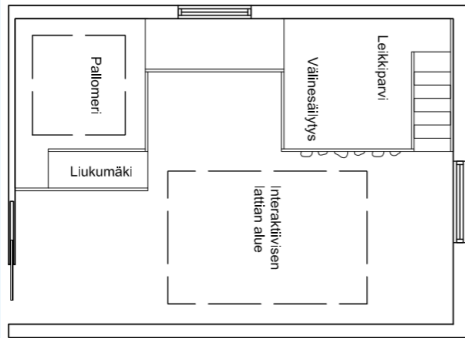 Pallomeri
Liukumäki
Välinesäilytys
Leikkiparvi
Interaktiivisen
lattian alue